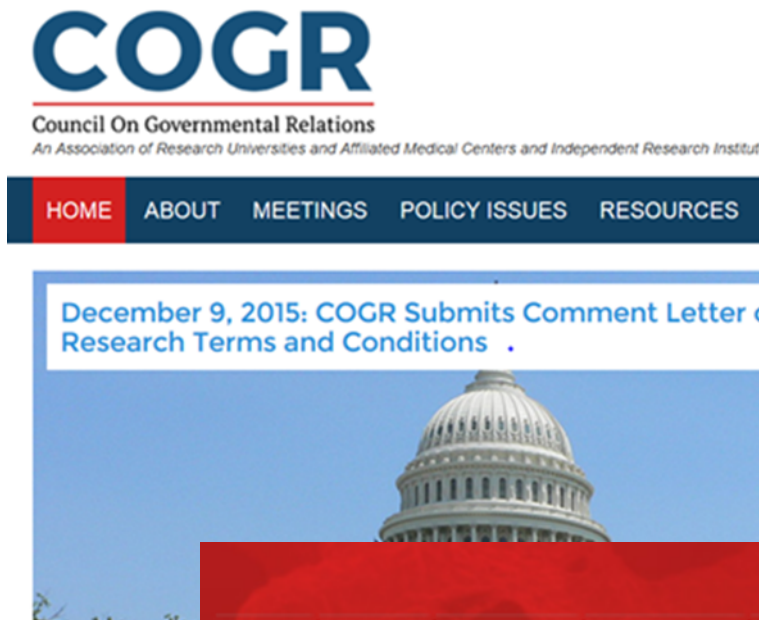 COGR
Council On Governmental Relations
An Association of Research Universities and Affiliated Medical Centers and Independent Research
HOME ABOUT MEETINGS POLICY ISSUES RESOURCES
December 9, 2015: COGR Submits Comment Letter
Research Terms and Conditions .